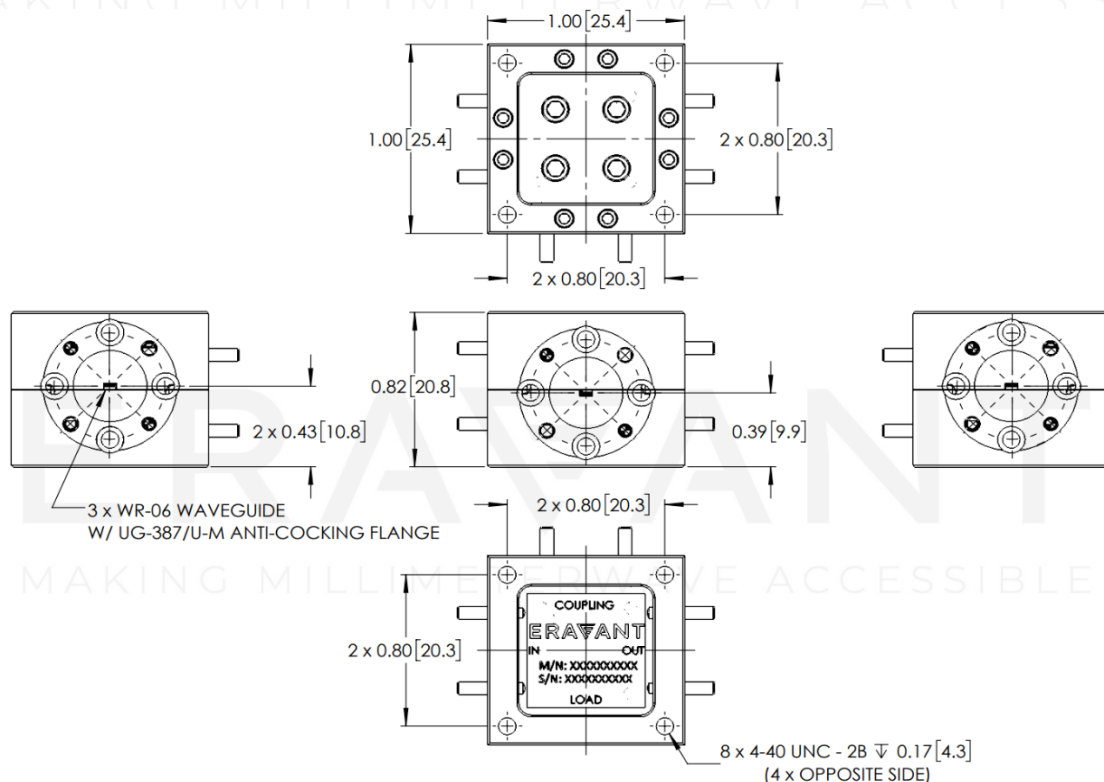 MAKING MILLIMETERWAVE ACCESS
1.00[25.4]
1.00[25.4]
2 x 0.80[20.3]
2 x 0.80[20.3]
0.82[20.8]
2 x 0.43[10.8]
0.39[9.9]
ERAVANT
3 x WR-06 WAVEGUIDE
W/ UG-387/U-M ANTI-COCKING FLANGE
2 x 0.80[20.3]
MAKING MILLIMETERWAVE ACCESSIBLE
2 x 0.80[20.3]
COUPLING
ERAVANT
IN OUT
M/N: XXXXXXXXXX
S/N: XXXXXXXXXX
LOAD
8 x 4-40 UNC - 2B ↧ 0.17[4.3]
(4 x OPPOSITE SIDE)